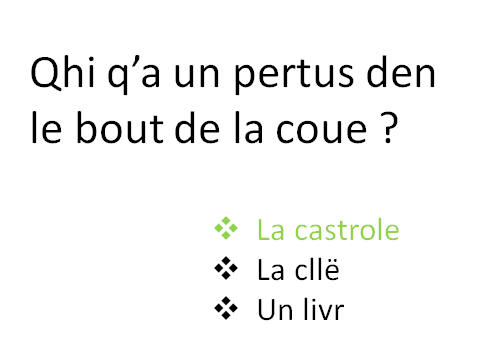 Qhi q’a un pertus den
le bout de la coue ?
❖ La castrole
❖ La cllë
❖ Un livr